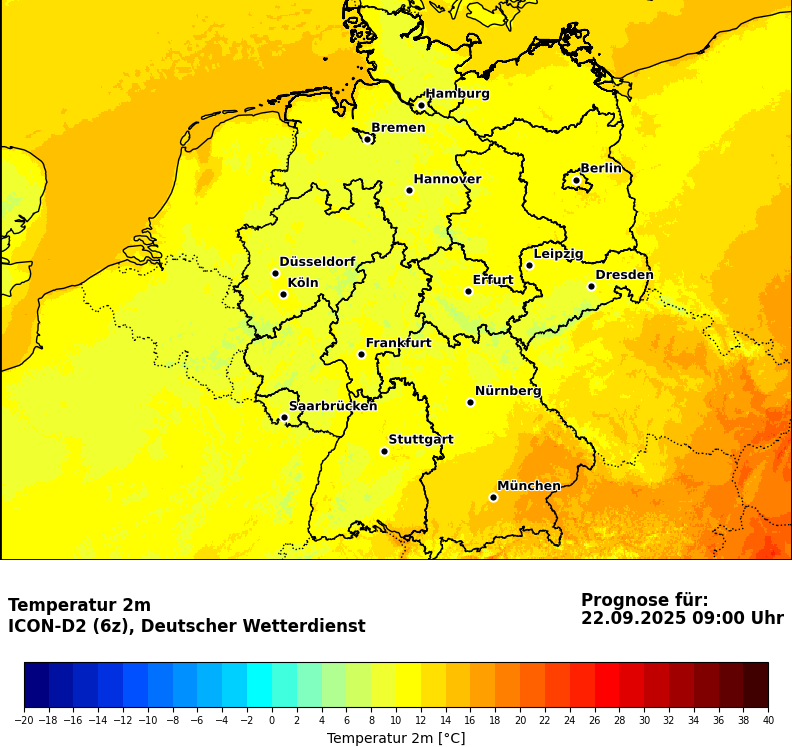 Hamburg
Bremen
Berlin
Hannover
Leipzig
Düsseldorf
Dresden
Köln
Erfurt
Frankfurt
Nürnberg
Saarbrücken
Stuttgart
München
Temperatur 2m
ICON-D2 (6z), Deutscher Wetterdienst
Prognose für:
22.09.2025 09:00 Uhr
−20 −18 −16 −14 −12 −10 −8 −6 −4 −2 0 2 4 6 8 10 12 14 16 18 20 22 24 26 28 30 32 34 36 38 40
Temperatur 2m [°C]